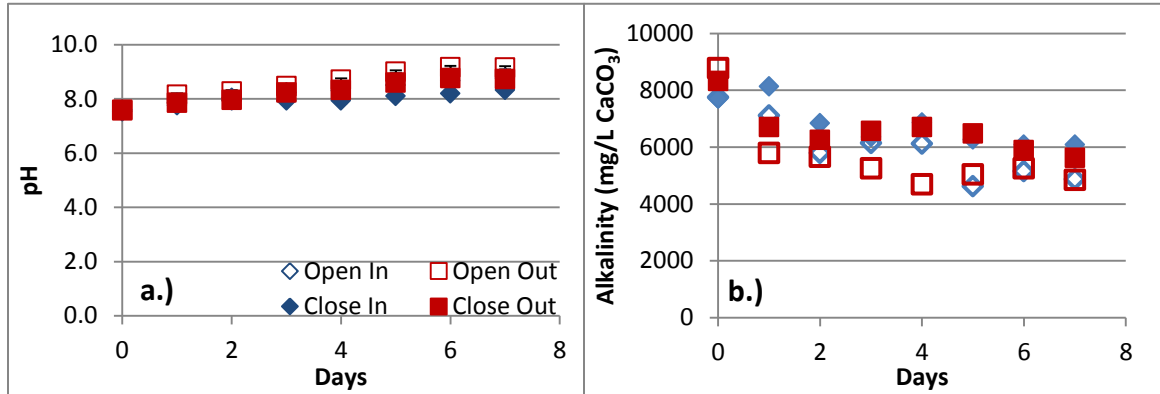 10.0
8.0
6.0
4.0
2.0
0.0
pH
a.)
Open In
Open Out
Close In
Close Out
0 2 4 6 8
Days
10000
8000
6000
4000
2000
0
Alkalinity (mg/L CaCO₃)
b.)
0 2 4 6 8
Days